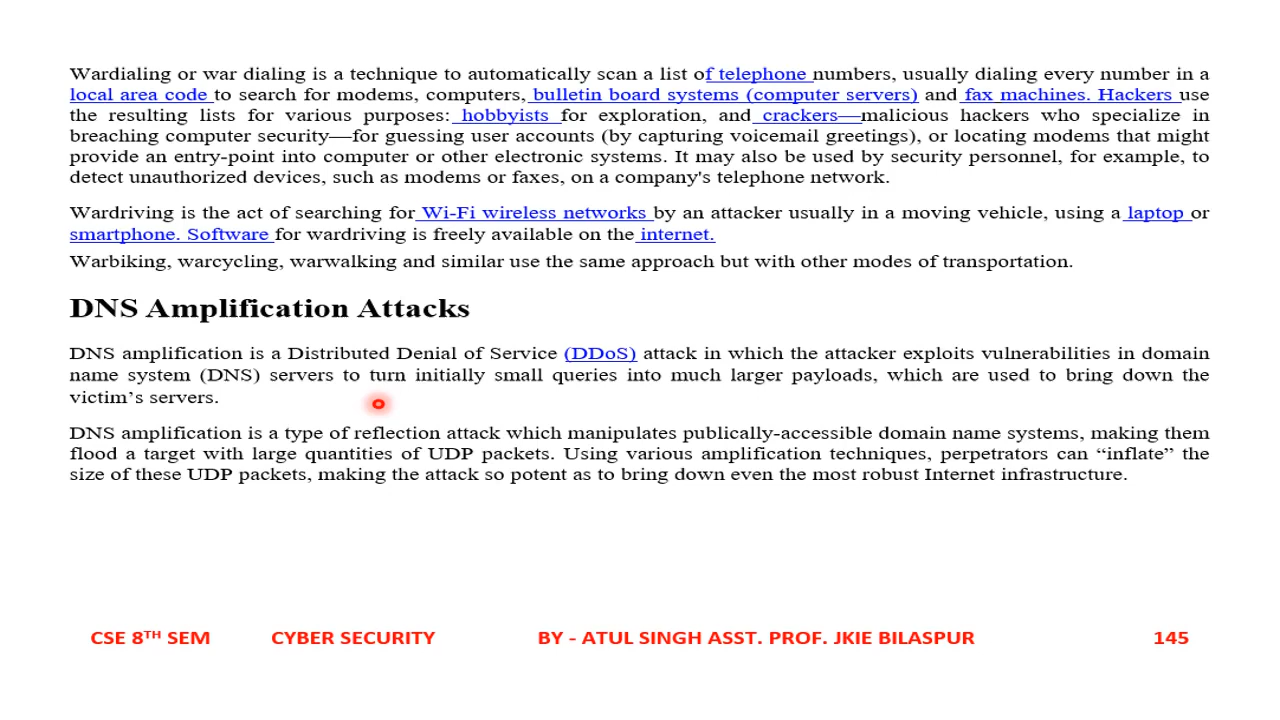 Wardialing or war dialing is a technique to automatically scan a list of telephone numbers, usually dialing every number in a
local area code to search for modems, computers, bulletin board systems (computer servers) and fax machines. Hackers use
the resulting lists for various purposes: hobbyists for exploration, and crackers—malicious hackers who specialize in
breaching computer security—for guessing user accounts (by capturing voicemail greetings), or locating modems that might
provide an entry-point into computer or other electronic systems. It may also be used by security personnel, for example, to
detect unauthorized devices, such as modems or faxes, on a company's telephone network.
Wardriving is the act of searching for Wi-Fi wireless networks by an attacker usually in a moving vehicle, using a laptop or
smartphone. Software for wardriving is freely available on the internet.
Warbiking, warcycling, warwalking and similar use the same approach but with other modes of transportation.
DNS Amplification Attacks
DNS amplification is a Distributed Denial of Service (DDoS) attack in which the attacker exploits vulnerabilities in domain
name system (DNS) servers to turn initially small queries into much larger payloads, which are used to bring down the
victim’s servers.
DNS amplification is a type of reflection attack which manipulates publically-accessible domain name systems, making them
flood a target with large quantities of UDP packets. Using various amplification techniques, perpetrators can “inflate” the
size of these UDP packets, making the attack so potent as to bring down even the most robust Internet infrastructure.
CSE 8TH SEM CYBER SECURITY BY - ATUL SINGH ASST. PROF. JKIE BILASPUR 145